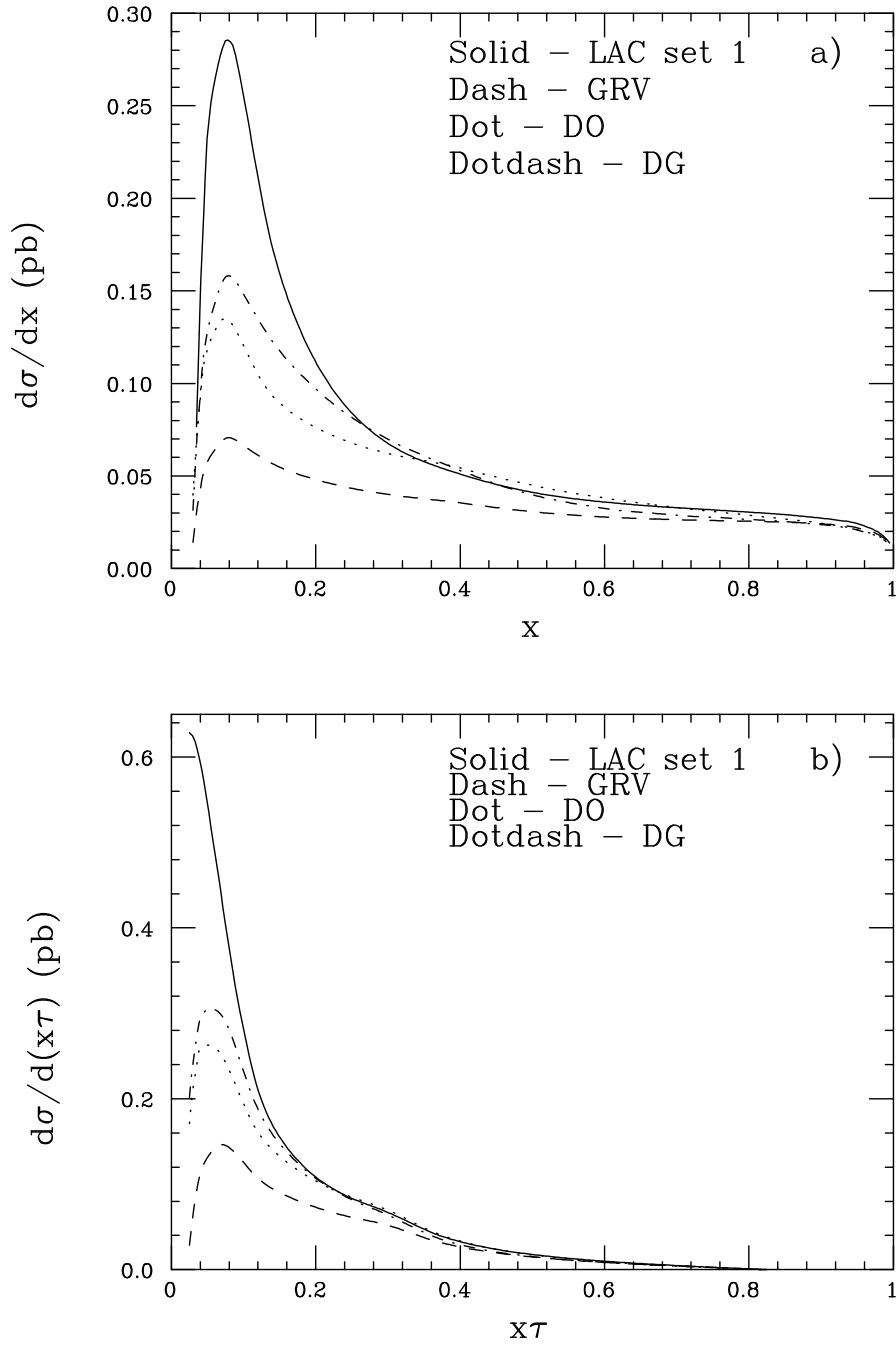 0.30
0.25
0.20
0.15
0.10
0.05
0.00
dσ/dx (pb)
Solid − LAC set 1 a)
Dash − GRV
Dot − DO
Dotdash − DG
0 0.2 0.4 0.6 0.8 1
x
0.6
0.4
0.2
0.0
dσ/d(xτ) (pb)
Solid − LAC set 1 b)
Dash − GRV
Dot − DO
Dotdash − DG
0 0.2 0.4 0.6 0.8 1
xτ